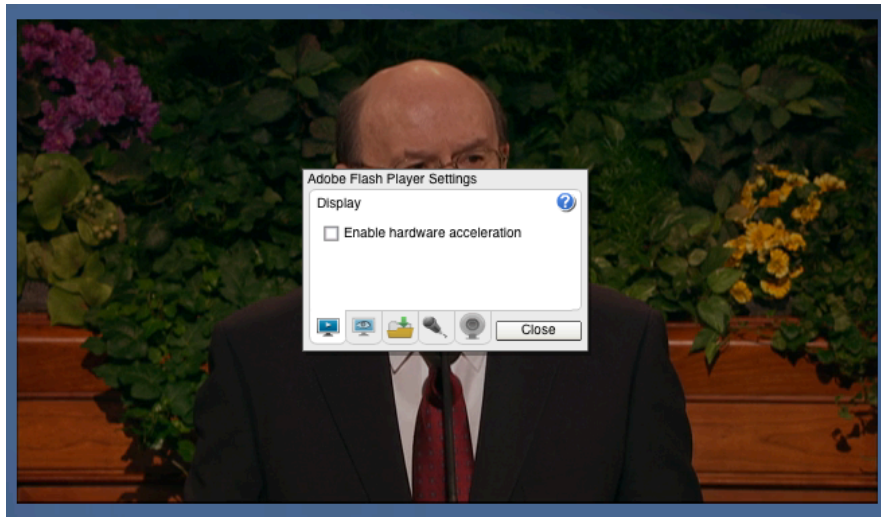 Adobe Flash Player Settings
Display
?
Enable hardware acceleration
Close